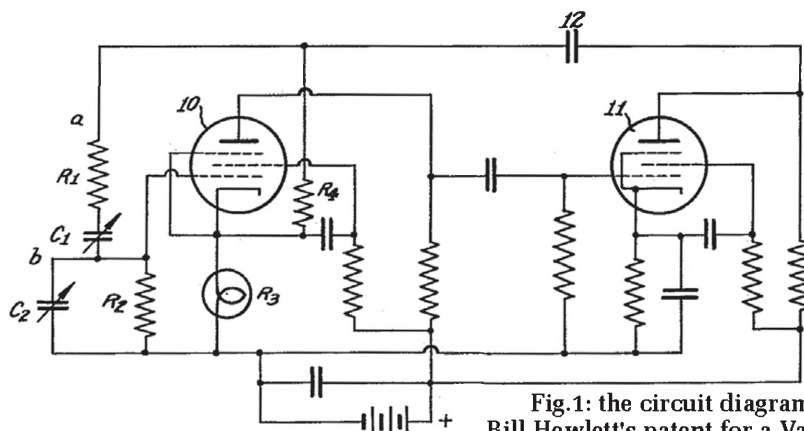 12
10
11
a
R1
R4
C1
b
C2
R2
R3
+
Fig.1: the circuit diagram
Bill Hewlett's patent for a Va